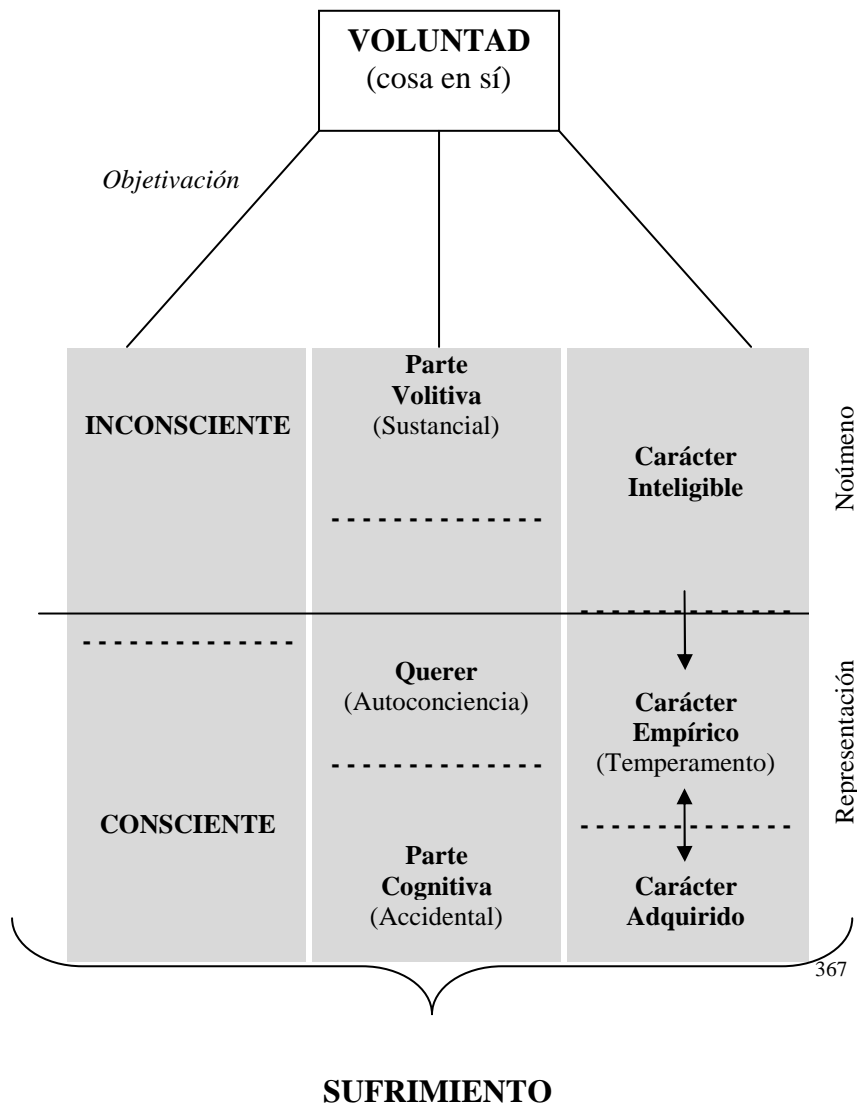 VOLUNTAD
(cosa en sí)
Objetivación
INCONSCIENTE
Parte
Volitiva
(Sustancial)
Carácter
Inteligible
Noúmeno
Querer
(Autoconciencia)
Carácter
Empírico
(Temperamento)
Representación
CONSCIENTE
Parte
Cognitiva
(Accidental)
Carácter
Adquirido
367
SUFRIMIENTO